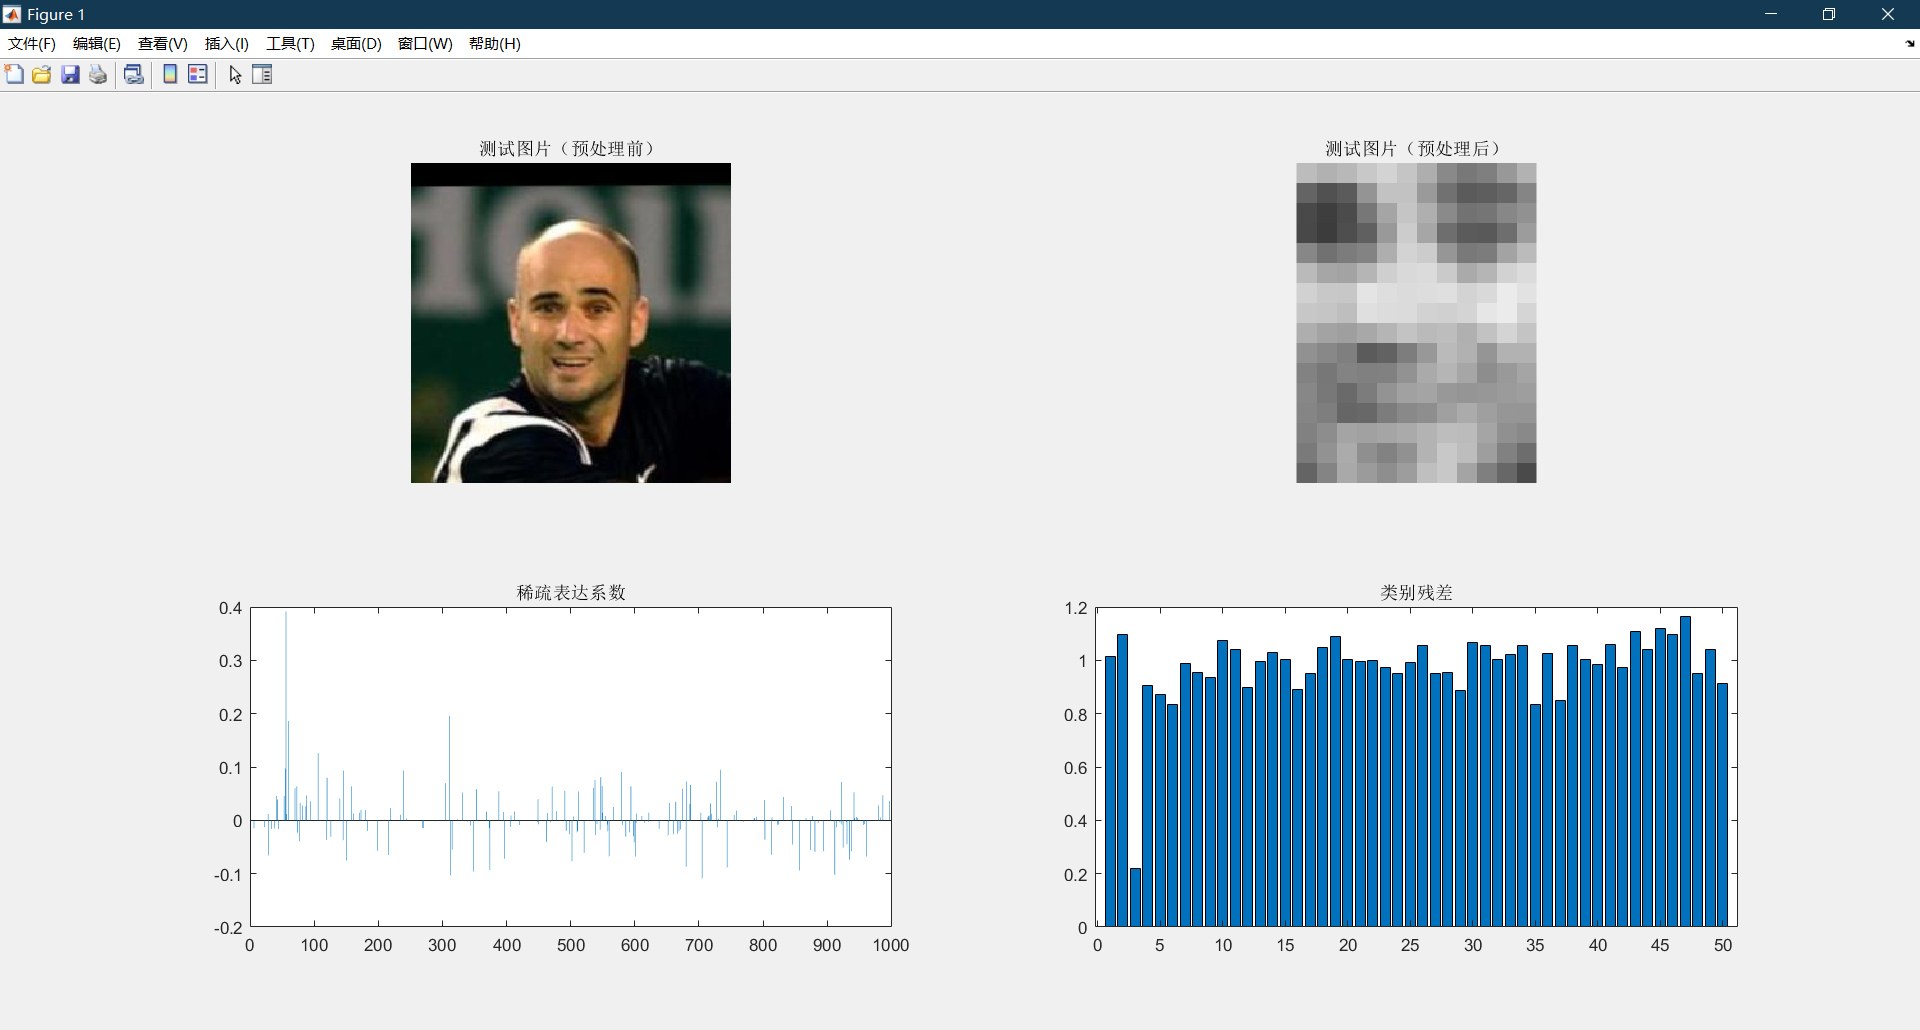 Figure 1
文件(F) 编辑(E) 查看(V) 插入(I) 工具(T) 桌面(D) 窗口(W) 帮助(H)
测试图片（预处理前）
测试图片（预处理后）
稀疏表达系数
0.4
0.3
0.2
0.1
0
-0.1
-0.2
0 100 200 300 400 500 600 700 800 900 1000
类别残差
1.2
1
0.8
0.6
0.4
0.2
0
0 5 10 15 20 25 30 35 40 45 50